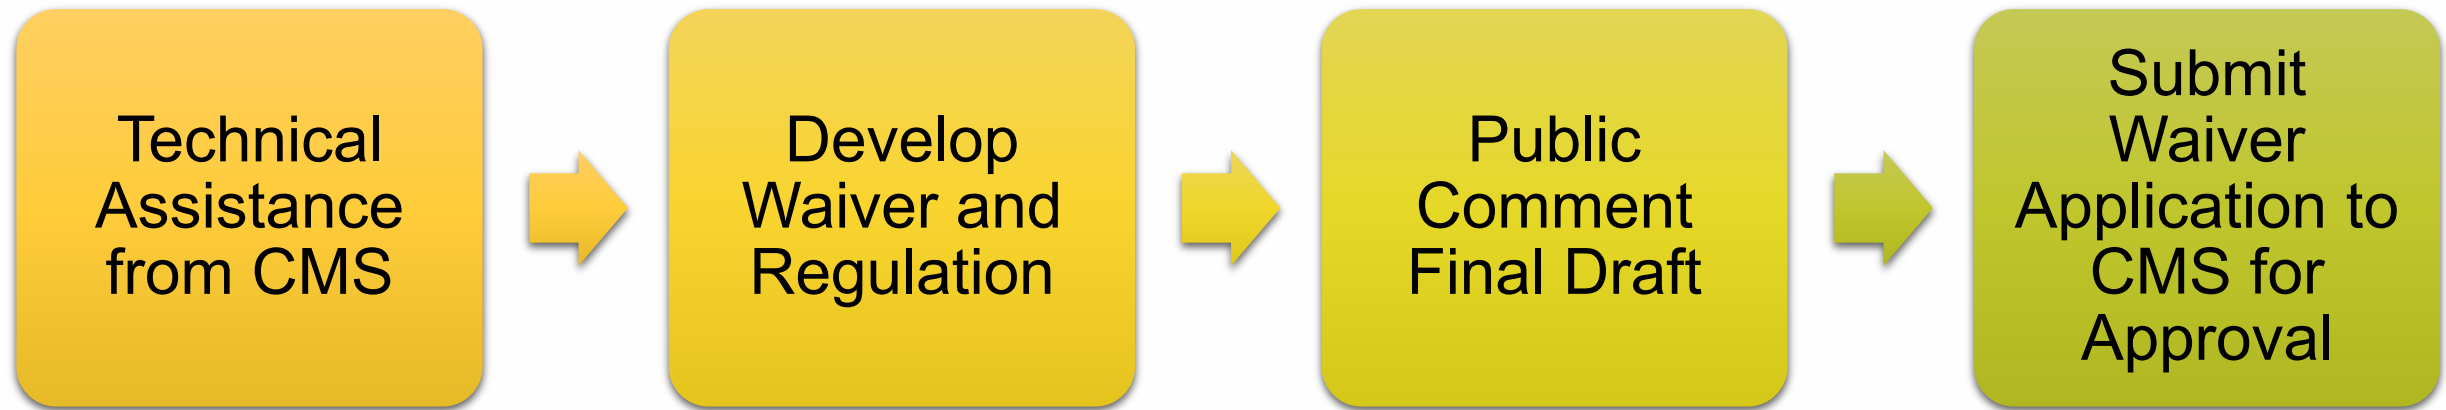 Technical
Assistance
from CMS
Develop
Waiver and
Regulation
Public
Comment
Final Draft
Submit
Waiver
Application to
CMS for
Approval